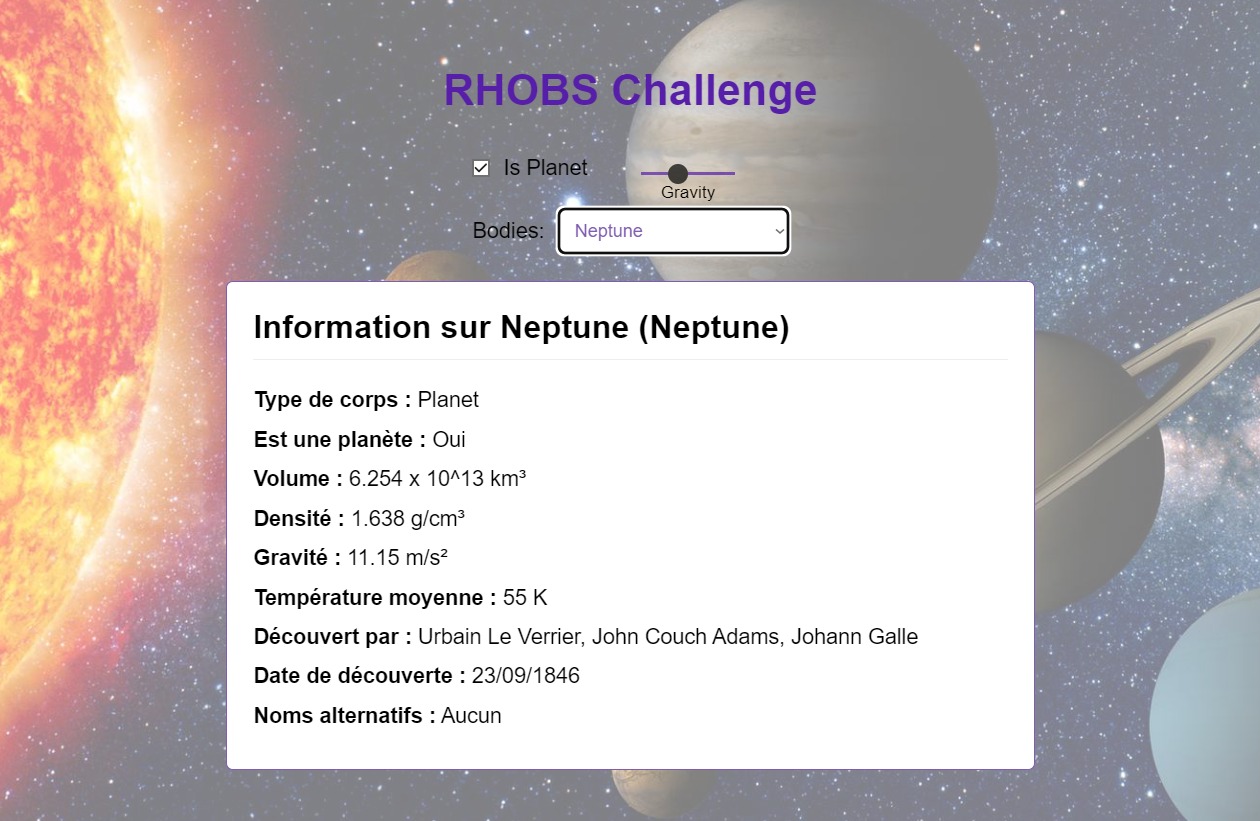 RHOBS Challenge
Is Planet
Gravity
Bodies: Neptune
Information sur Neptune (Neptune)
Type de corps : Planet
Est une planète : Oui
Volume : 6.254 x 10^13 km³
Densité : 1.638 g/cm³
Gravité : 11.15 m/s²
Température moyenne : 55 K
Découvert par : Urbain Le Verrier, John Couch Adams, Johann Galle
Date de découverte : 23/09/1846
Noms alternatifs : Aucun